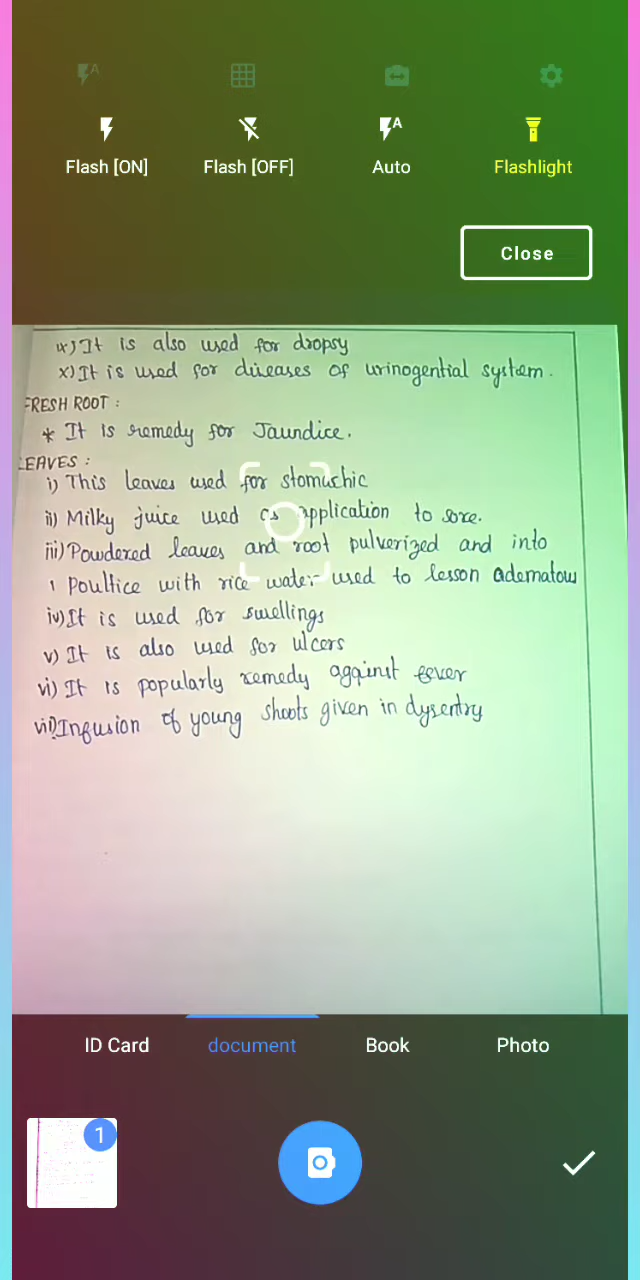 Flash [ON] Flash [OFF] Auto Flashlight
Close
ix) It is also used for dropsy
x) It is used for diseases of urinogential system.
FRESH ROOT :
* It is remedy for Jaundice.
LEAVES :
i) This leaves used for stomachic
ii) Milky juice used as application to sore.
iii) Powdered leaves and root pulverized and into
Poultice with rice water used to lesson adematous
iv) It is used for swellings
v) It is also used for ulcers
vi) It is popularly remedy against fever
vii) Infusion of young shoots given in dysentry
ID Card document Book Photo
1